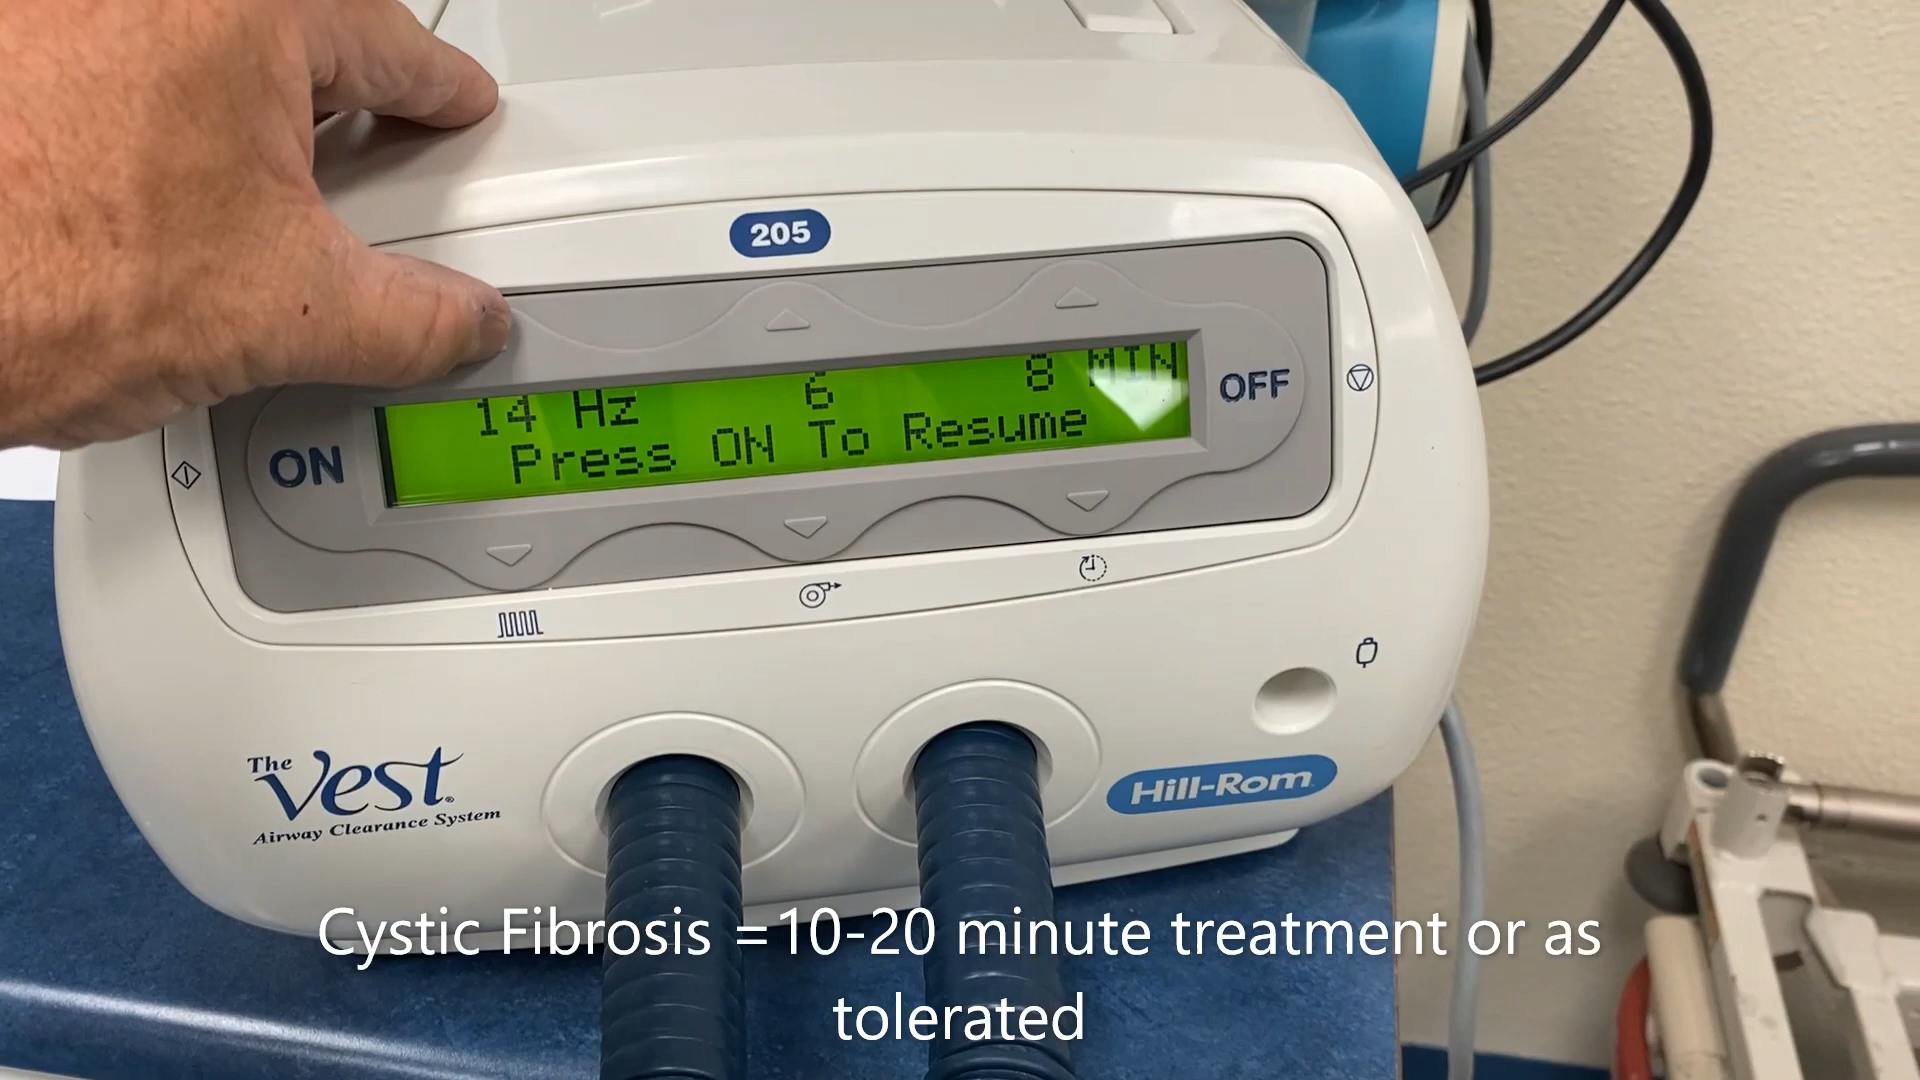 205
14 Hz 6 8 MIN
Press ON To Resume
ON
OFF
The Vest®
Airway Clearance System
Hill-Rom
Cystic Fibrosis =10-20 minute treatment or as
tolerated